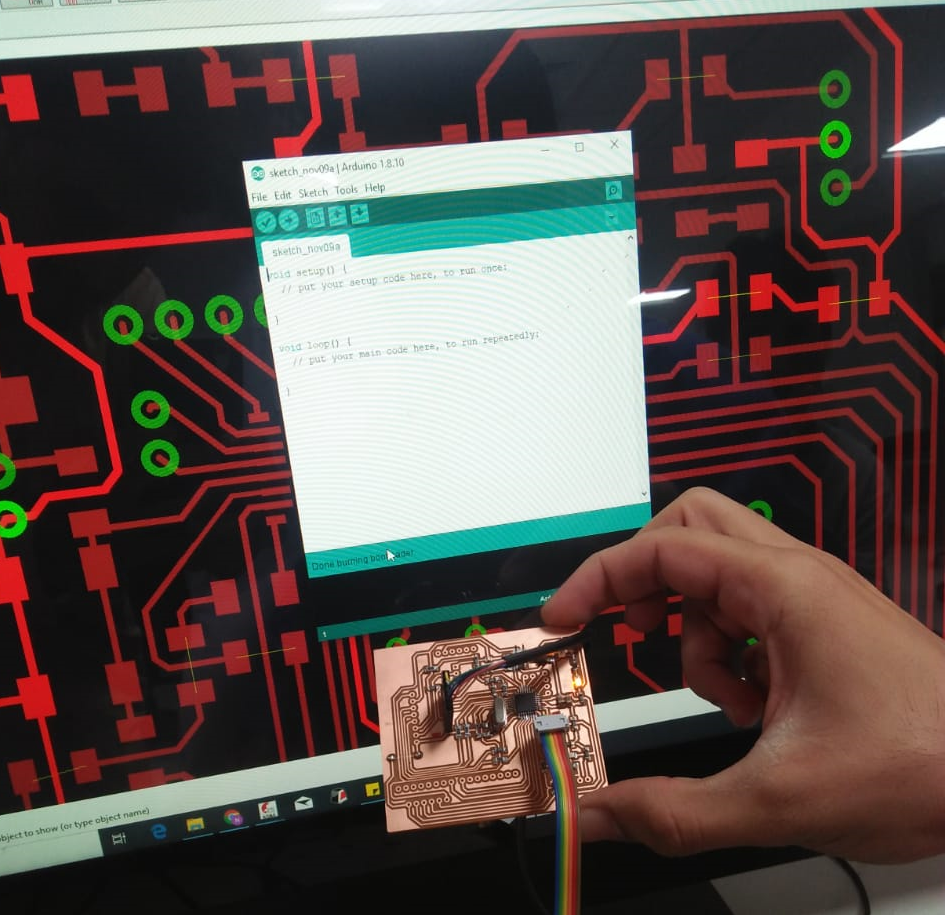 sketch_nov09a | Arduino 1.8.10
File Edit Sketch Tools Help
sketch_nov09a
void setup() {
// put your setup code here, to run once:
}
void loop() {
// put your main code here, to run repeatedly:
}
Done burning bootloader
1
object to show (or type object name)